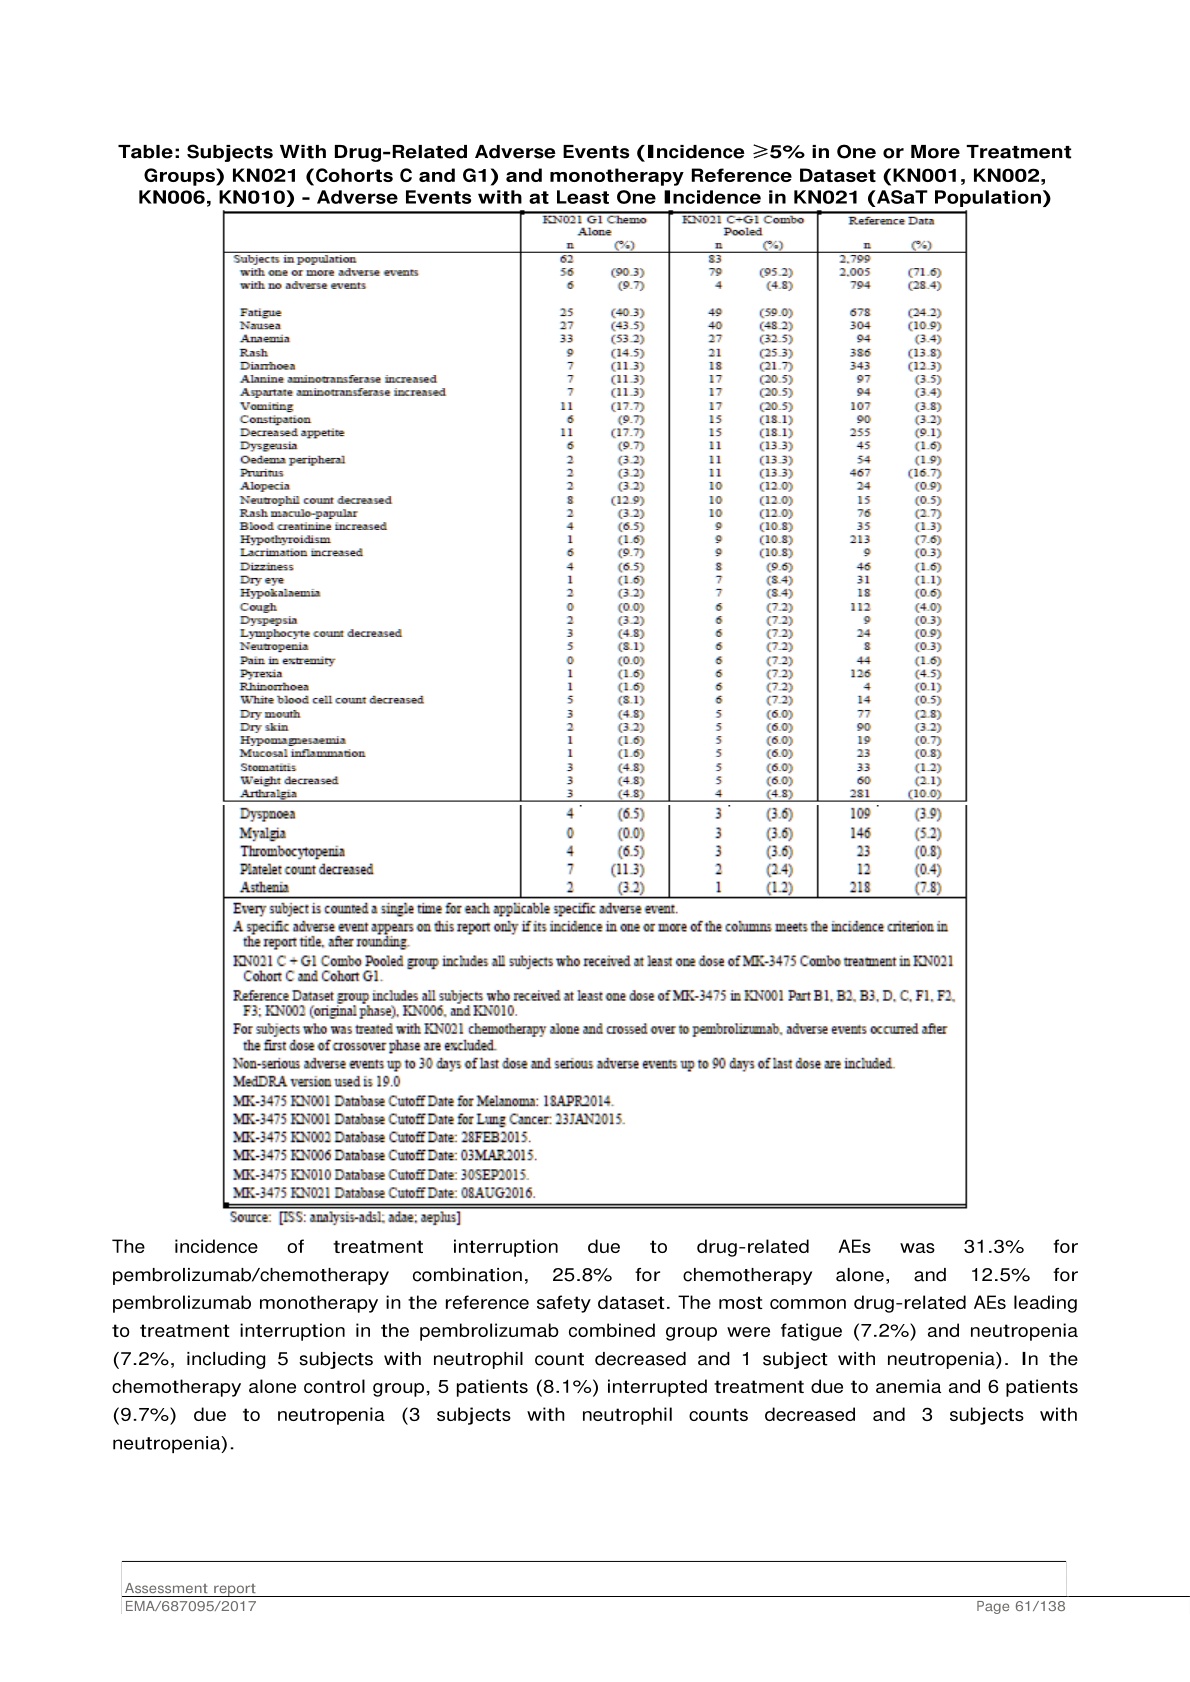 Table: Subjects With Drug-Related Adverse Events (Incidence ≥5% in One or More Treatment
Groups) KN021 (Cohorts C and G1) and monotherapy Reference Dataset (KN001, KN002,
KN006, KN010) - Adverse Events with at Least One Incidence in KN021 (ASaT Population)
KN021 G1 Chemo Alone KN021 C+G1 Combo Pooled Reference Data
n (%) n (%) n (%)
Subjects in population 62 83 2,799
with one or more adverse events 56 (90.3) 79 (95.2) 2,005 (71.6)
with no adverse events 6 (9.7) 4 (4.8) 794 (28.4)
Fatigue 25 (40.3) 49 (59.0) 678 (24.2)
Nausea 27 (43.5) 40 (48.2) 304 (10.9)
Anaemia 33 (53.2) 27 (32.5) 94 (3.4)
Rash 9 (14.5) 21 (25.3) 386 (13.8)
Diarrhoea 7 (11.3) 18 (21.7) 343 (12.3)
Alanine aminotransferase increased 7 (11.3) 17 (20.5) 97 (3.5)
Aspartate aminotransferase increased 7 (11.3) 17 (20.5) 94 (3.4)
Vomiting 11 (17.7) 17 (20.5) 107 (3.8)
Constipation 6 (9.7) 15 (18.1) 90 (3.2)
Decreased appetite 11 (17.7) 15 (18.1) 255 (9.1)
Dysgeusia 6 (9.7) 11 (13.3) 45 (1.6)
Oedema peripheral 2 (3.2) 11 (13.3) 54 (1.9)
Pruritus 2 (3.2) 11 (13.3) 467 (16.7)
Alopecia 2 (3.2) 10 (12.0) 24 (0.9)
Neutrophil count decreased 8 (12.9) 10 (12.0) 15 (0.5)
Rash maculo-papular 2 (3.2) 10 (12.0) 76 (2.7)
Blood creatinine increased 4 (6.5) 9 (10.8) 35 (1.3)
Hypothyroidism 1 (1.6) 9 (10.8) 213 (7.6)
Lacrimation increased 6 (9.7) 9 (10.8) 9 (0.3)
Dizziness 4 (6.5) 8 (9.6) 46 (1.6)
Dry eye 1 (1.6) 7 (8.4) 31 (1.1)
Hypokalaemia 2 (3.2) 7 (8.4) 18 (0.6)
Cough 0 (0.0) 6 (7.2) 112 (4.0)
Dyspepsia 2 (3.2) 6 (7.2) 9 (0.3)
Lymphocyte count decreased 3 (4.8) 6 (7.2) 24 (0.9)
Neutropenia 5 (8.1) 6 (7.2) 8 (0.3)
Pain in extremity 0 (0.0) 6 (7.2) 44 (1.6)
Pyrexia 1 (1.6) 6 (7.2) 126 (4.5)
Rhinorrhoea 1 (1.6) 6 (7.2) 4 (0.1)
White blood cell count decreased 5 (8.1) 6 (7.2) 14 (0.5)
Dry mouth 3 (4.8) 5 (6.0) 77 (2.8)
Dry skin 2 (3.2) 5 (6.0) 90 (3.2)
Hypomagnesaemia 1 (1.6) 5 (6.0) 19 (0.7)
Mucosal inflammation 1 (1.6) 5 (6.0) 23 (0.8)
Stomatitis 3 (4.8) 5 (6.0) 33 (1.2)
Weight decreased 3 (4.8) 5 (6.0) 60 (2.1)
Arthralgia 3 (4.8) 4 (4.8) 281 (10.0)
Dyspnoea 4 (6.5) 3 (3.6) 109 (3.9)
Myalgia 0 (0.0) 3 (3.6) 146 (5.2)
Thrombocytopenia 4 (6.5) 3 (3.6) 23 (0.8)
Platelet count decreased 7 (11.3) 2 (2.4) 12 (0.4)
Asthenia 2 (3.2) 1 (1.2) 218 (7.8)
Every subject is counted a single time for each applicable specific adverse event.
A specific adverse event appears on this report only if its incidence in one or more of the columns meets the incidence criterion in
the report title, after rounding.
KN021 C + G1 Combo Pooled group includes all subjects who received at least one dose of MK-3475 Combo treatment in KN021
Cohort C and Cohort G1.
Reference Dataset group includes all subjects who received at least one dose of MK-3475 in KN001 Part B1, B2, B3, D, C, F1, F2,
F3; KN002 (original phase), KN006, and KN010.
For subjects who was treated with KN021 chemotherapy alone and crossed over to pembrolizumab, adverse events occurred after
the first dose of crossover phase are excluded.
Non-serious adverse events up to 30 days of last dose and serious adverse events up to 90 days of last dose are included.
MedDRA version used is 19.0
MK-3475 KN001 Database Cutoff Date for Melanoma: 18APR2014.
MK-3475 KN001 Database Cutoff Date for Lung Cancer: 23JAN2015.
MK-3475 KN002 Database Cutoff Date: 28FEB2015.
MK-3475 KN006 Database Cutoff Date: 03MAR2015.
MK-3475 KN010 Database Cutoff Date: 30SEP2015.
MK-3475 KN021 Database Cutoff Date: 08AUG2016.
Source: [ISS: analysis-adsl; adae; aeplus]
The incidence of treatment interruption due to drug-related AEs was 31.3% for
pembrolizumab/chemotherapy combination, 25.8% for chemotherapy alone, and 12.5% for
pembrolizumab monotherapy in the reference safety dataset. The most common drug-related AEs leading
to treatment interruption in the pembrolizumab combined group were fatigue (7.2%) and neutropenia
(7.2%, including 5 subjects with neutrophil count decreased and 1 subject with neutropenia). In the
chemotherapy alone control group, 5 patients (8.1%) interrupted treatment due to anemia and 6 patients
(9.7%) due to neutropenia (3 subjects with neutrophil counts decreased and 3 subjects with
neutropenia).
Assessment report
EMA/687095/2017 Page 61/138